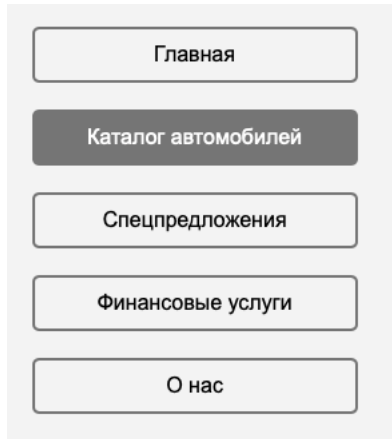 Главная
Каталог автомобилей
Спецпредложения
Финансовые услуги
О нас